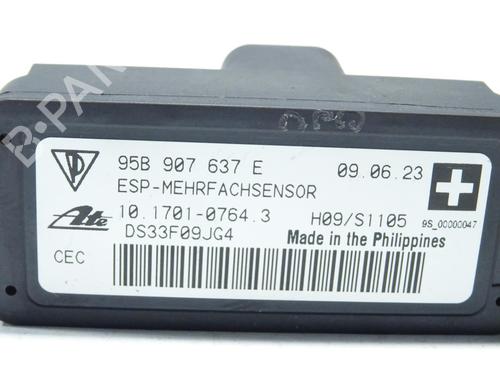 95B 907 637 E 09.06.23
ESP-MEHRFACHSENSOR
Ate 10.1701-0764.3 H09/S1105 9S_00000047
DS33F09JG4 Made in the Philippines
CEC
B-PARTS